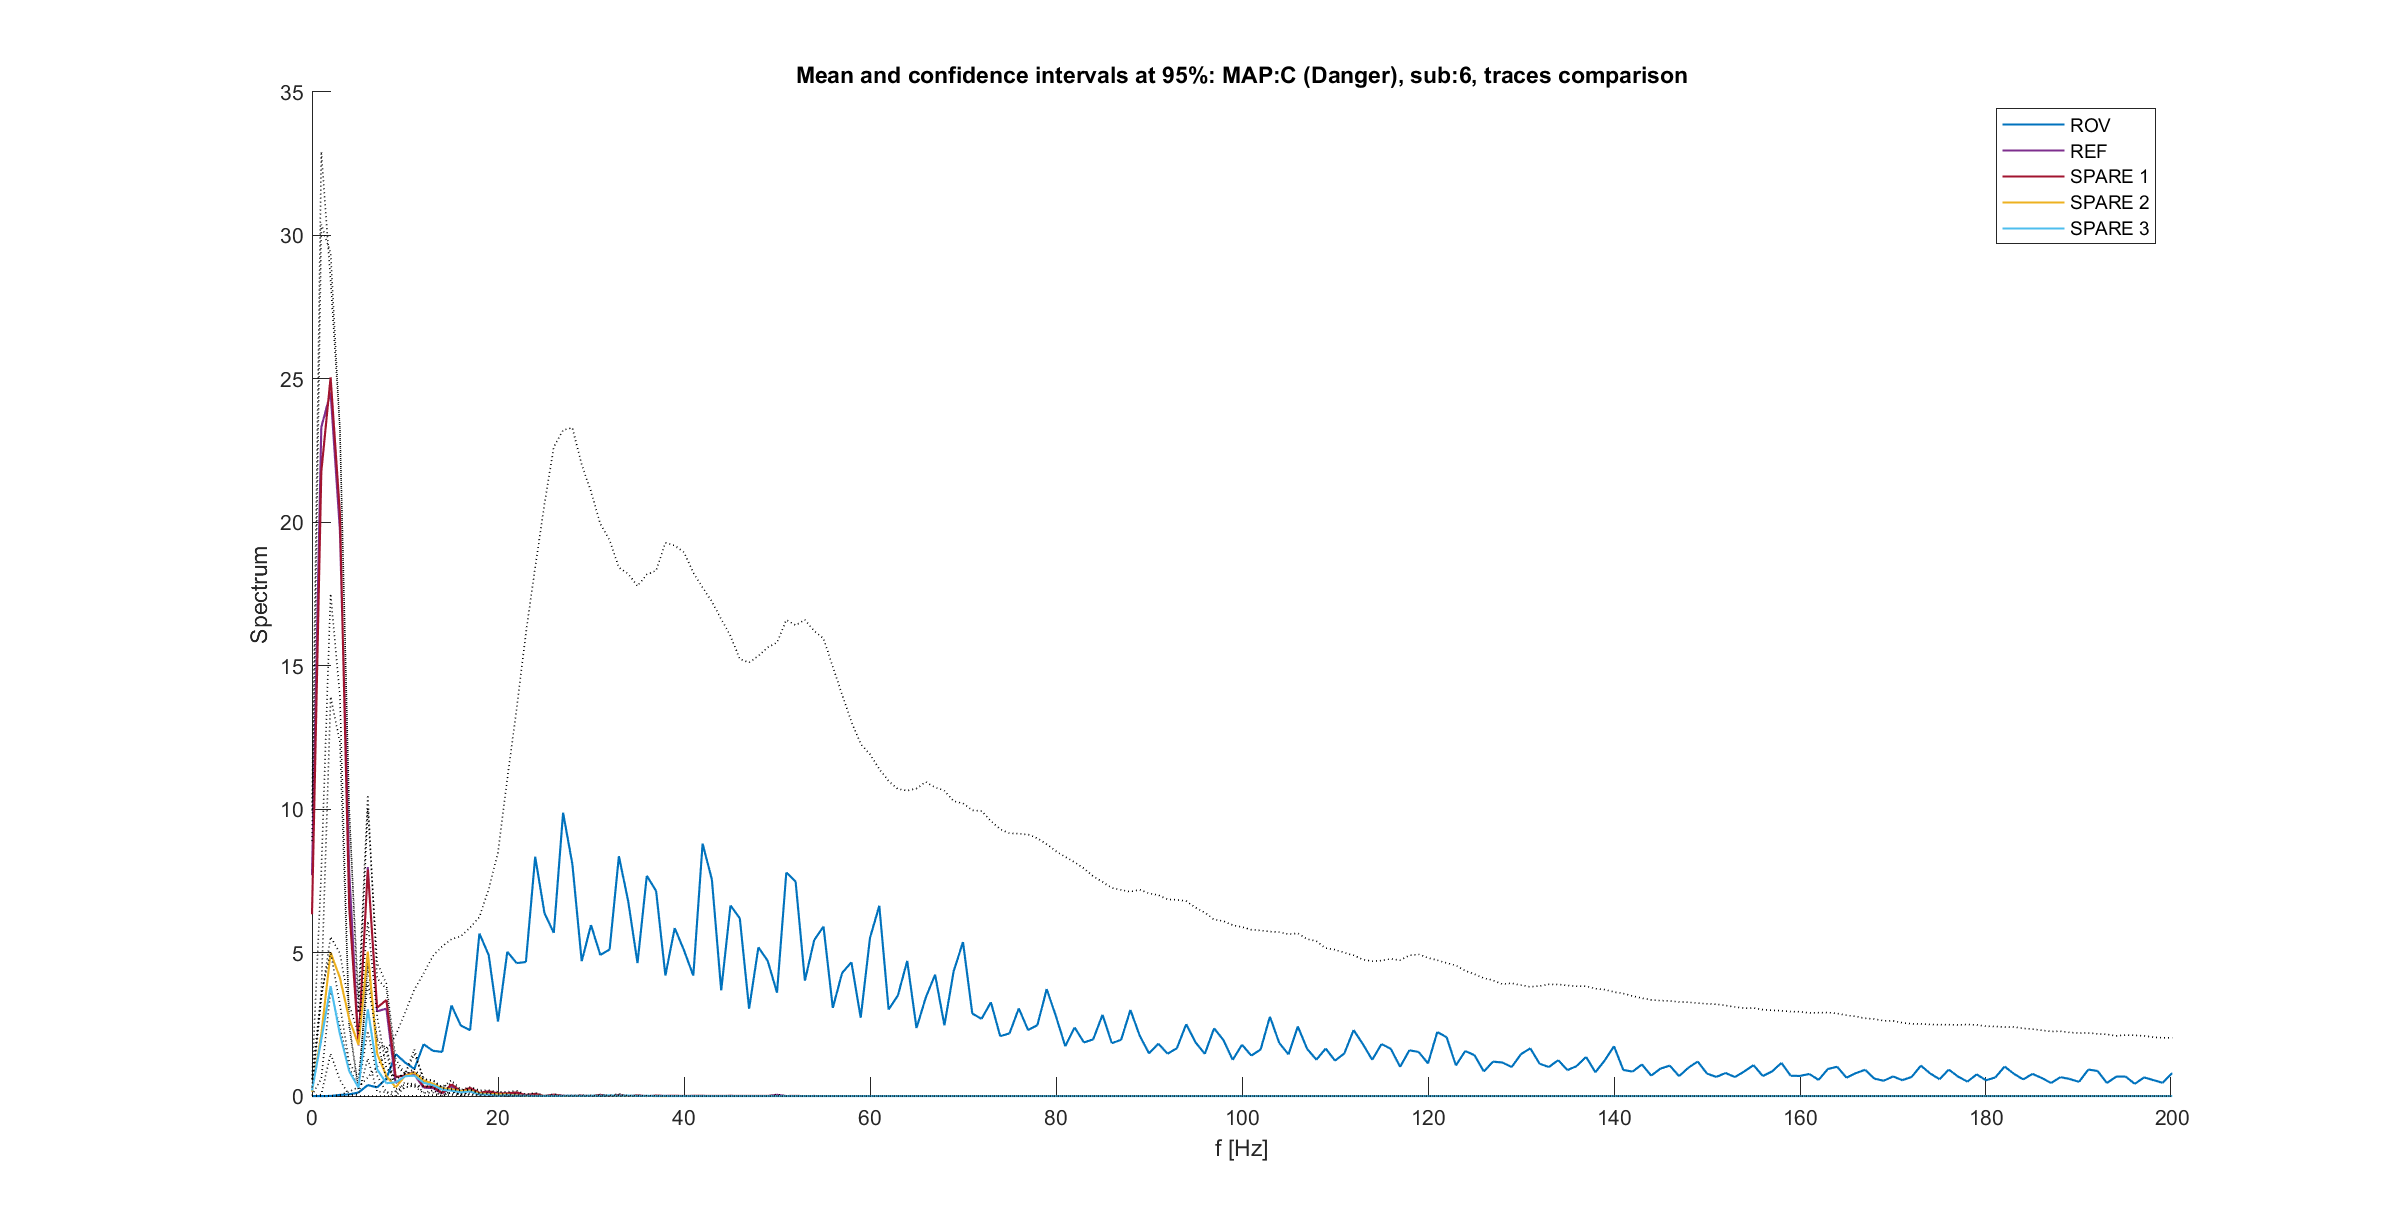 Mean and confidence intervals at 95%: MAP:C (Danger), sub:6, traces comparison
35
30
25
20
15
10
5
0
Spectrum
ROV
REF
SPARE 1
SPARE 2
SPARE 3
0 20 40 60 80 100 120 140 160 180 200
f [Hz]